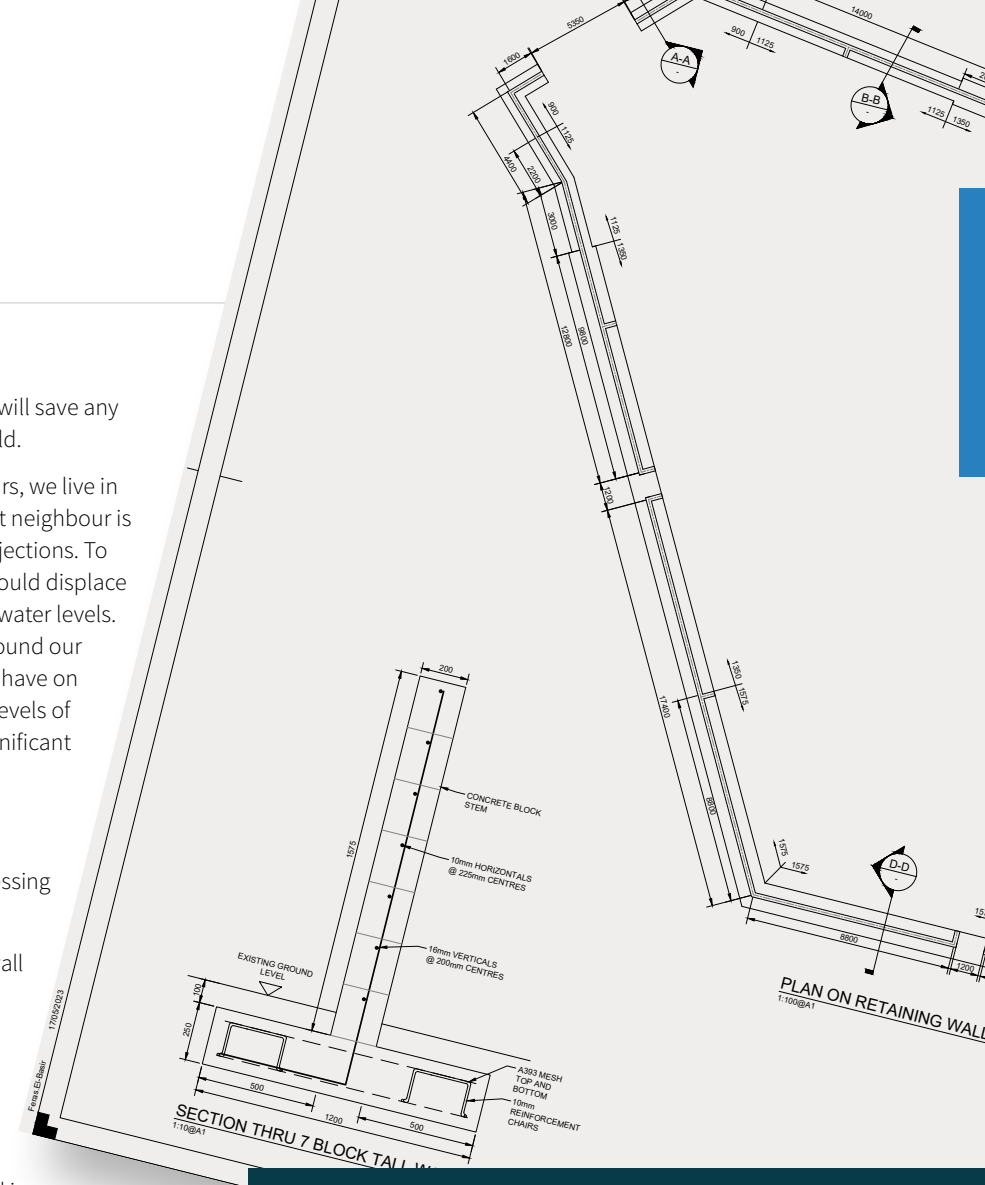 will save any
ld.
rs, we live in
t neighbour is
jections. To
ould displace
water levels.
ound our
have on
evels of
nificant
essing
all
5350
14000
1600
900
1125
A-A
-
B-B
-
1125
1350
900
1125
4400
2200
3000
1125
1350
12800
9800
1200
1350
1575
17400
8800
1575
1575
D-D
-
8800
1200
PLAN ON RETAINING WALL
1:100@A1
200
1575
CONCRETE BLOCK
STEM
10mm HORIZONTALS
@ 225mm CENTRES
16mm VERTICALS
@ 200mm CENTRES
EXISTING GROUND
LEVEL
100
250
500
1200
500
A393 MESH
TOP AND
BOTTOM
10mm
REINFORCEMENT
CHAIRS
SECTION THRU 7 BLOCK TALL
1:10@A1
17/05/2023
Feras El-Basir